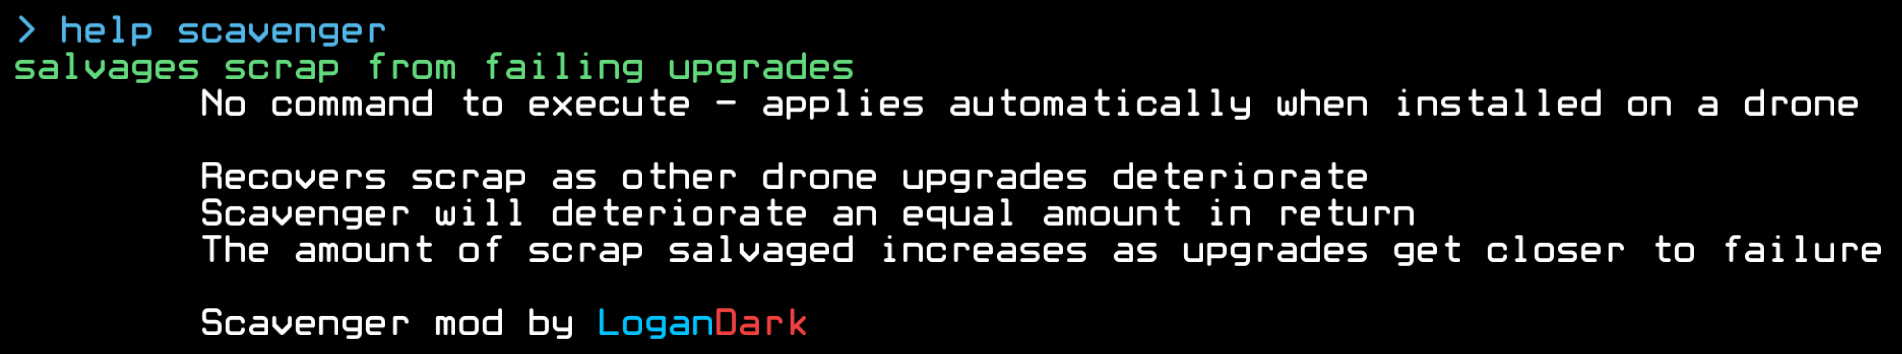 > help scavenger
salvages scrap from failing upgrades
No command to execute - applies automatically when installed on a drone
Recovers scrap as other drone upgrades deteriorate
Scavenger will deteriorate an equal amount in return
The amount of scrap salvaged increases as upgrades get closer to failure
Scavenger mod by LoganDark